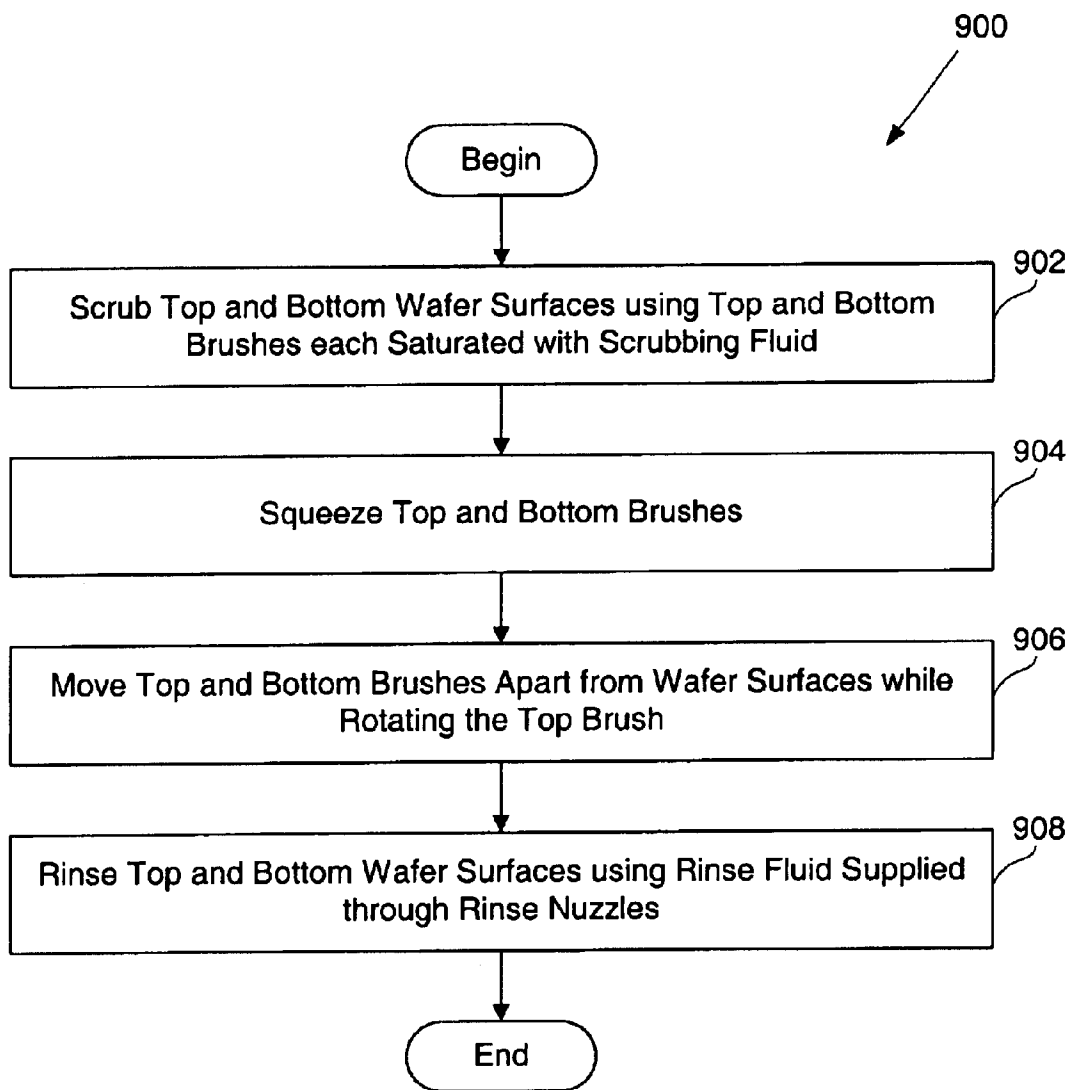 900
Begin
902
Scrub Top and Bottom Wafer Surfaces using Top and Bottom
Brushes each Saturated with Scrubbing Fluid
904
Squeeze Top and Bottom Brushes
906
Move Top and Bottom Brushes Apart from Wafer Surfaces while
Rotating the Top Brush
908
Rinse Top and Bottom Wafer Surfaces using Rinse Fluid Supplied
through Rinse Nuzzles
End